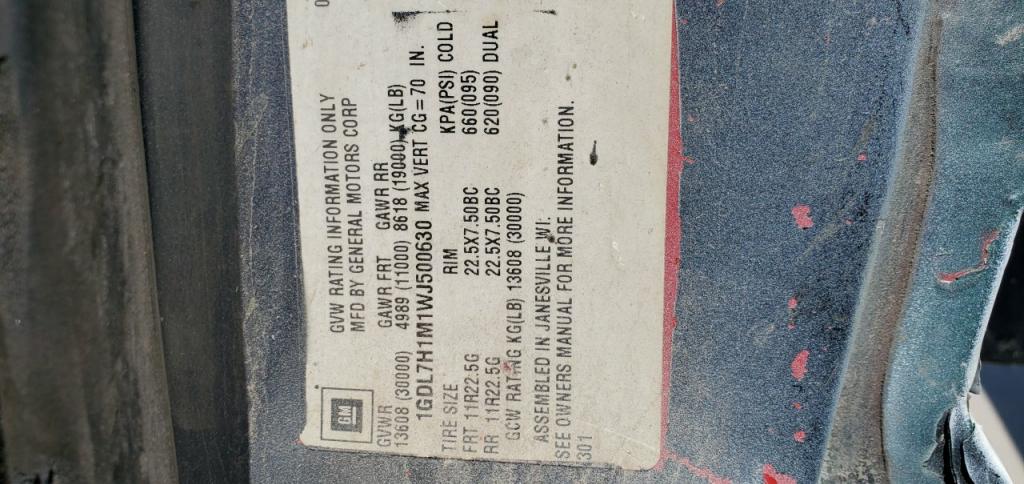 GM
GVW RATING INFORMATION ONLY
MFD BY GENERAL MOTORS CORP
GVWR GAWR FRT GAWR RR
13608 (30000) 4989 (11000) 8618 (19000) KG(LB)
1GDL7H1M1WJ500630 MAX VERT CG=70 IN.
TIRE SIZE RIM KPA(PSI) COLD
FRT 11R22.5G 22.5X7.50BC 660(095)
RR 11R22.5G 22.5X7.50BC 620(090) DUAL
GCW RATING KG(LB) 13608 (30000)
ASSEMBLED IN JANESVILLE,WI.
SEE OWNERS MANUAL FOR MORE INFORMATION.
301